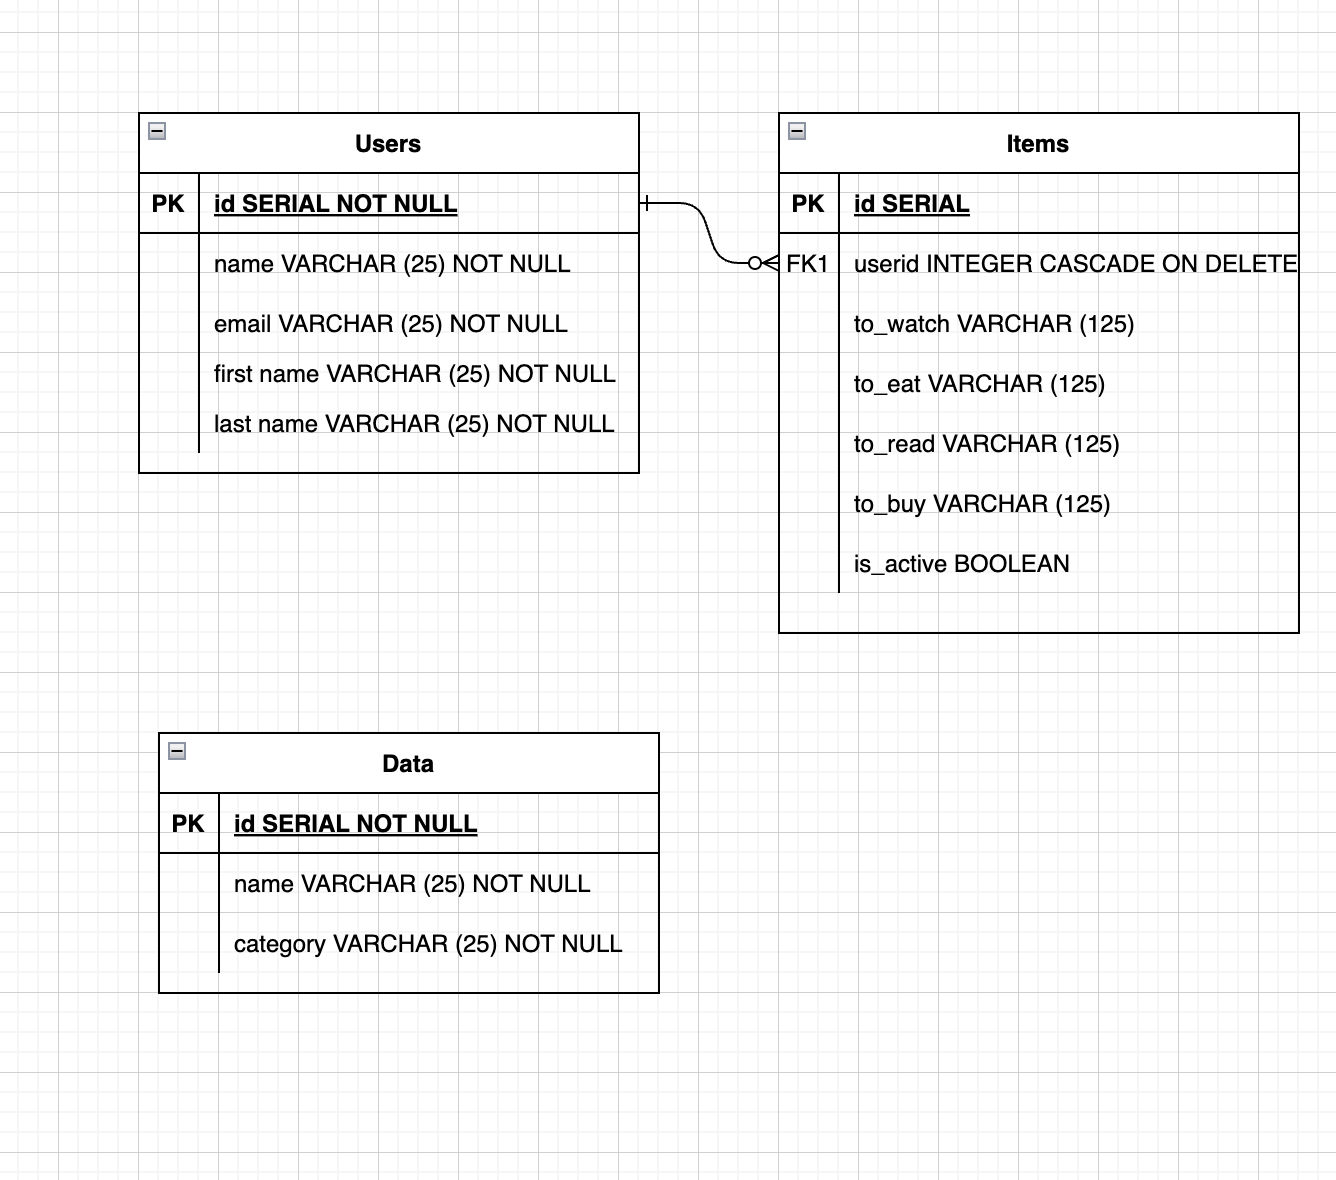 Users
PK id SERIAL NOT NULL
name VARCHAR (25) NOT NULL
email VARCHAR (25) NOT NULL
first name VARCHAR (25) NOT NULL
last name VARCHAR (25) NOT NULL
Items
PK id SERIAL
FK1 userid INTEGER CASCADE ON DELETE
to_watch VARCHAR (125)
to_eat VARCHAR (125)
to_read VARCHAR (125)
to_buy VARCHAR (125)
is_active BOOLEAN
Data
PK id SERIAL NOT NULL
name VARCHAR (25) NOT NULL
category VARCHAR (25) NOT NULL